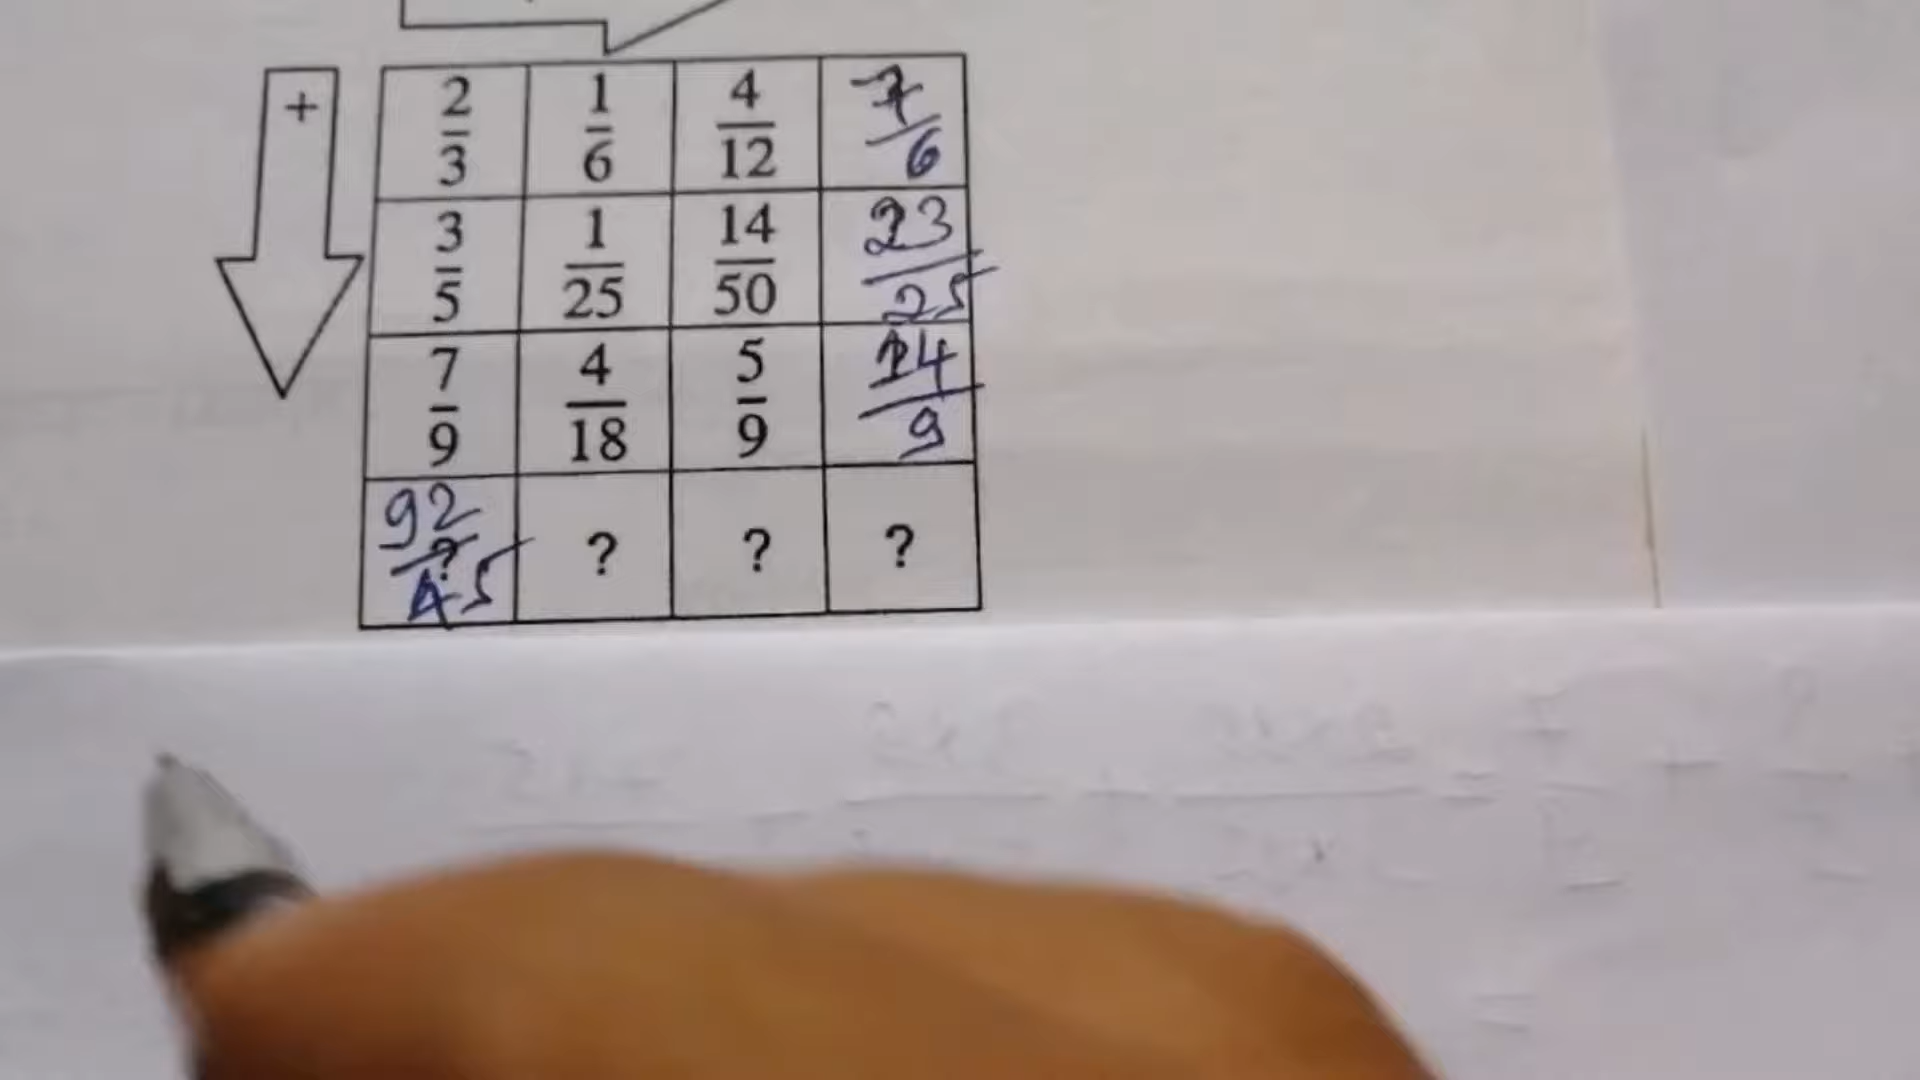 +
2/3 1/6 4/12 7/6
3/5 1/25 14/50 23/25
7/9 4/18 5/9 14/9
92/45 ? ? ? ?